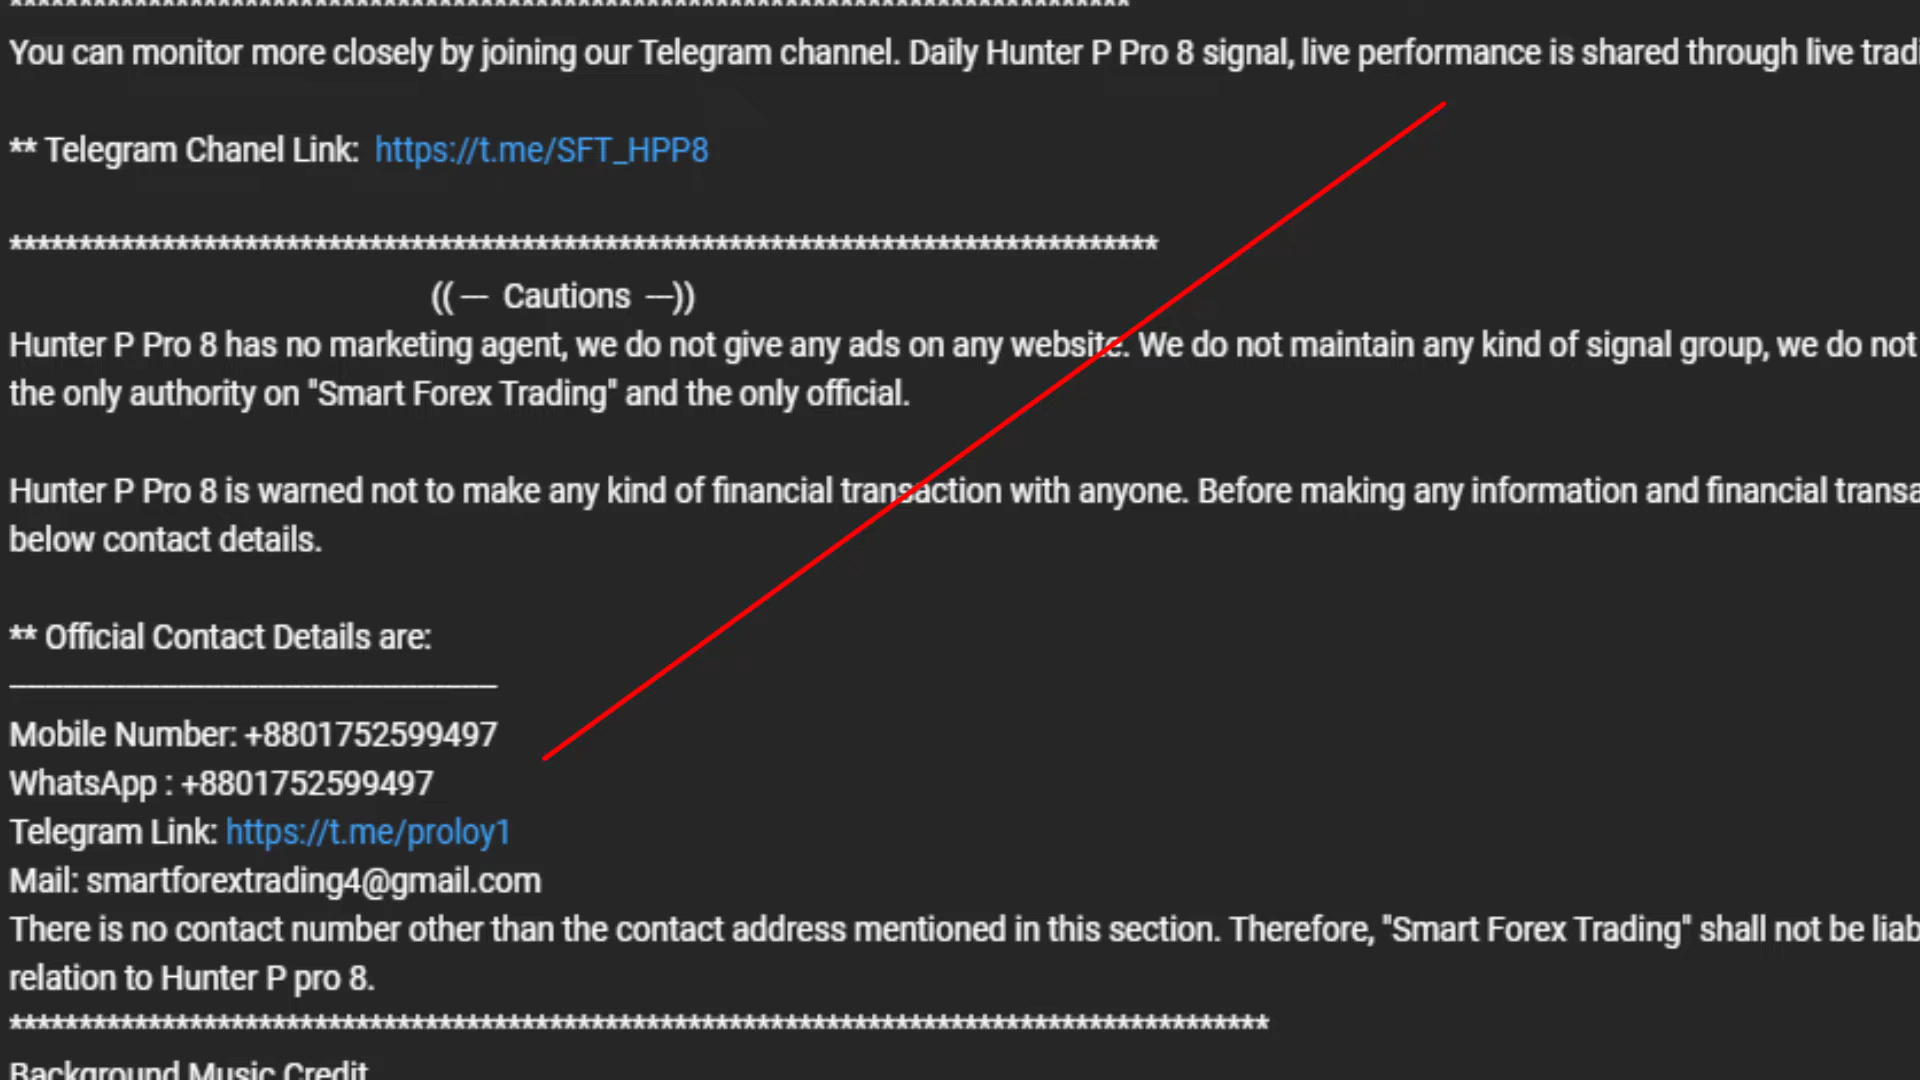 *********************************************************************************
You can monitor more closely by joining our Telegram channel. Daily Hunter P Pro 8 signal, live performance is shared through live tradi
** Telegram Chanel Link: https://t.me/SFT_HPP8
***********************************************************************************
((--- Cautions ---))
Hunter P Pro 8 has no marketing agent, we do not give any ads on any website. We do not maintain any kind of signal group, we do not
the only authority on "Smart Forex Trading" and the only official.
Hunter P Pro 8 is warned not to make any kind of financial transaction with anyone. Before making any information and financial transa
below contact details.
** Official Contact Details are:
Mobile Number: +8801752599497
WhatsApp : +8801752599497
Telegram Link: https://t.me/proloy1
Mail: smartforextrading4@gmail.com
There is no contact number other than the contact address mentioned in this section. Therefore, "Smart Forex Trading" shall not be liab
relation to Hunter P pro 8.
*******************************************************************************************
Background Music Credit